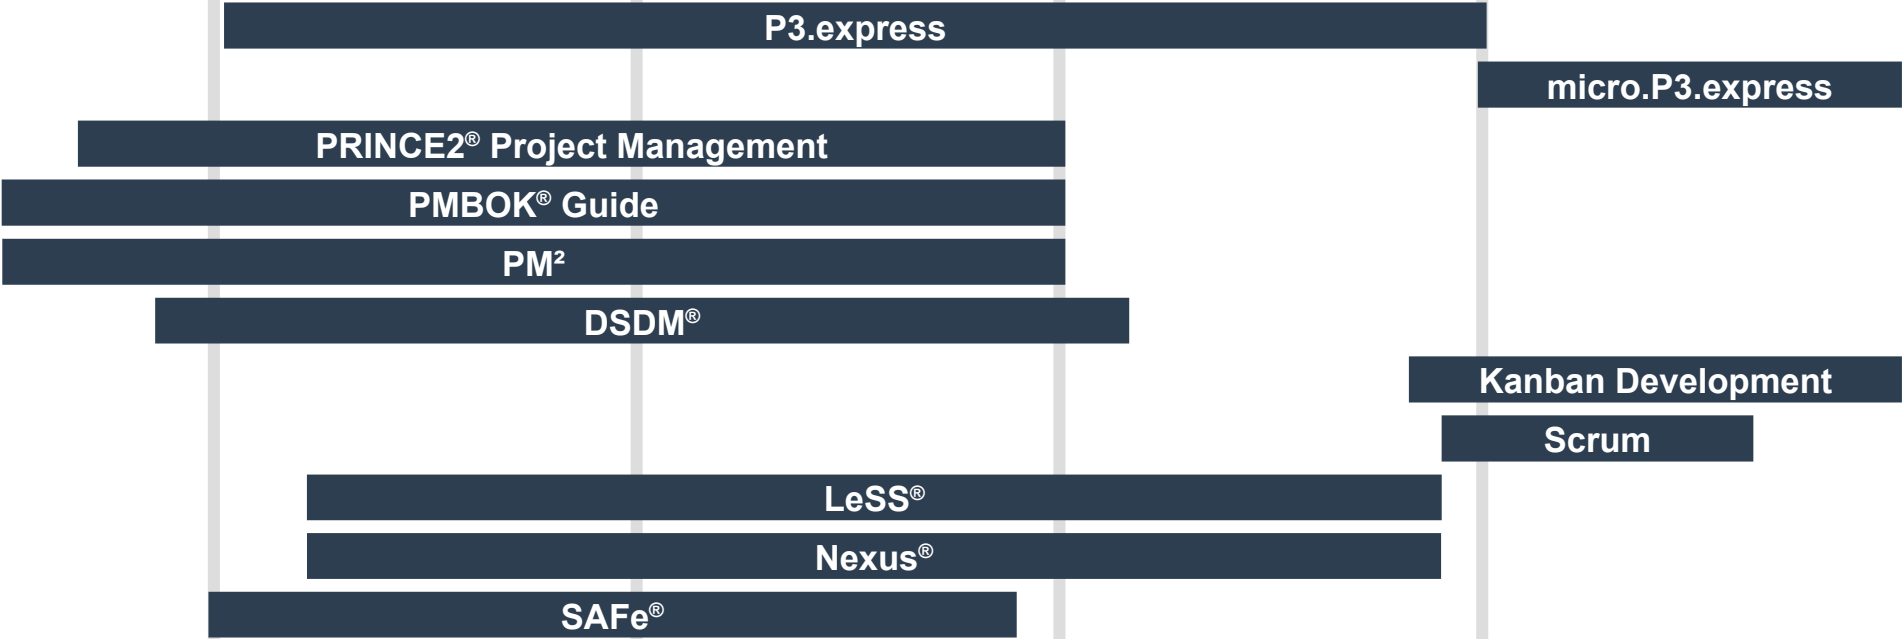 P3.express
micro.P3.express
PRINCE2® Project Management
PMBOK® Guide
PM²
DSDM®
Kanban Development
Scrum
LeSS®
Nexus®
SAFe®